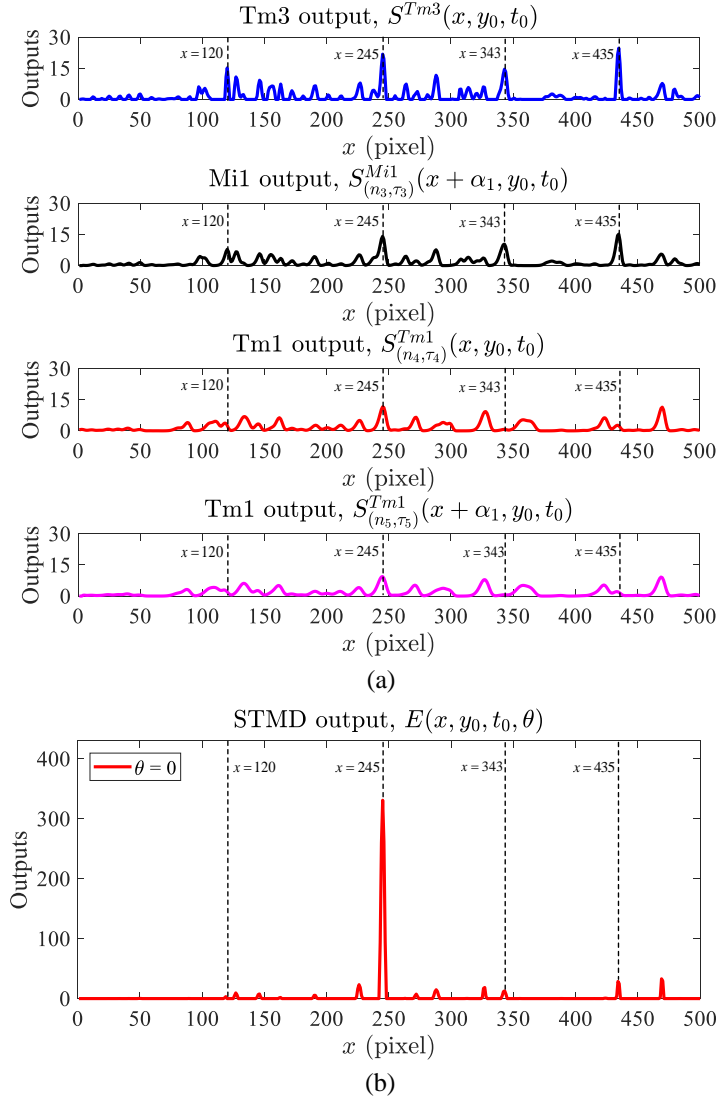 Tm3 output, S^{Tm3}(x, y_0, t_0)
30
15
0
Outputs
x = 120
x = 245
x = 343
x = 435
0 50 100 150 200 250 300 350 400 450 500
x (pixel)
Mi1 output, S^{Mi1}_{(n_3,τ_3)}(x + α_1, y_0, t_0)
30
15
0
Outputs
x = 120
x = 245
x = 343
x = 435
0 50 100 150 200 250 300 350 400 450 500
x (pixel)
Tm1 output, S^{Tm1}_{(n_4,τ_4)}(x, y_0, t_0)
30
15
0
Outputs
x = 120
x = 245
x = 343
x = 435
0 50 100 150 200 250 300 350 400 450 500
x (pixel)
Tm1 output, S^{Tm1}_{(n_5,τ_5)}(x + α_1, y_0, t_0)
30
15
0
Outputs
x = 120
x = 245
x = 343
x = 435
0 50 100 150 200 250 300 350 400 450 500
x (pixel)
(a)
STMD output, E(x, y_0, t_0, θ)
400
300
200
100
0
Outputs
θ = 0
x = 120
x = 245
x = 343
x = 435
0 50 100 150 200 250 300 350 400 450 500
x (pixel)
(b)